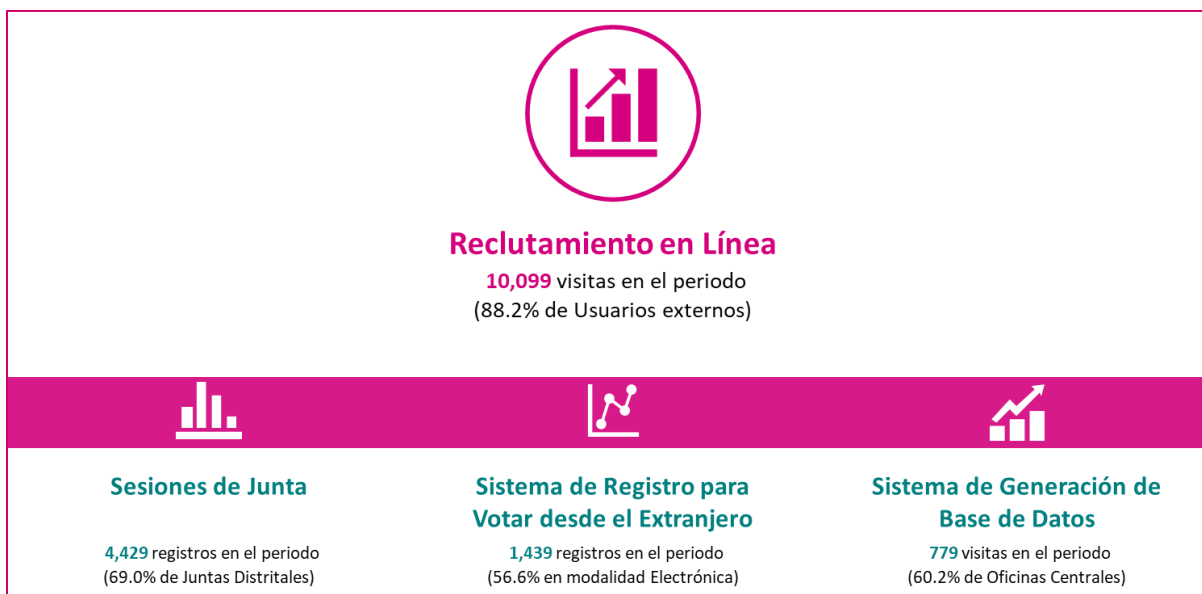 Reclutamiento en Línea
10,099 visitas en el periodo
(88.2% de Usuarios externos)
Sesiones de Junta
4,429 registros en el periodo
(69.0% de Juntas Distritales)
Sistema de Registro para
Votar desde el Extranjero
1,439 registros en el periodo
(56.6% en modalidad Electrónica)
Sistema de Generación de
Base de Datos
779 visitas en el periodo
(60.2% de Oficinas Centrales)